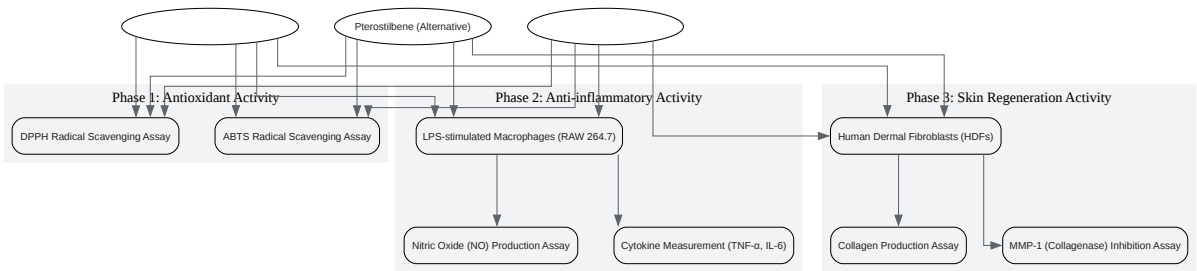 Pterostilbene (Alternative)
Phase 1: Antioxidant Activity
Phase 2: Anti-inflammatory Activity
Phase 3: Skin Regeneration Activity
DPPH Radical Scavenging Assay
ABTS Radical Scavenging Assay
LPS-stimulated Macrophages (RAW 264.7)
Human Dermal Fibroblasts (HDFs)
Nitric Oxide (NO) Production Assay
Cytokine Measurement (TNF-α, IL-6)
Collagen Production Assay
MMP-1 (Collagenase) Inhibition Assay